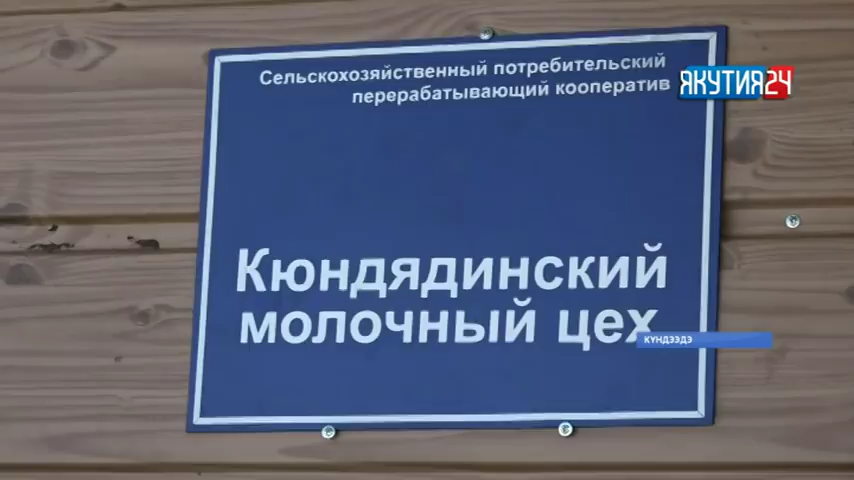 Сельскохозяйственный потребительский
перерабатывающий кооператив
ЯКУТИЯ24
Кюндядинский
молочный цех
КҮНДЭЭДЭ